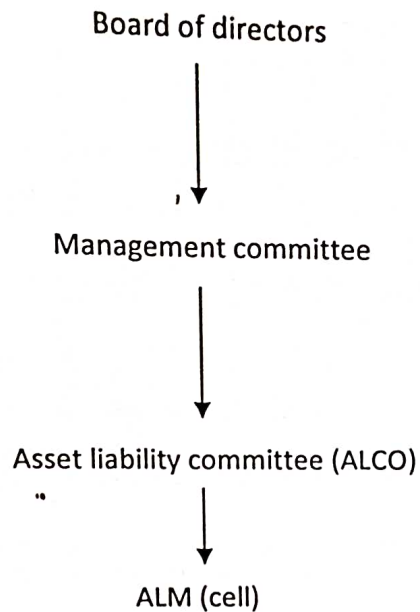 Board of directors
Management committee
Asset liability committee (ALCO)
ALM (cell)